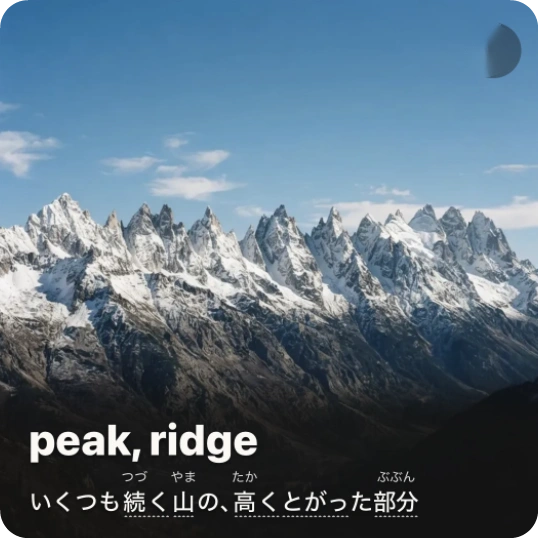 peak, ridge
つづ やま たか ぶぶん
いくつも続く山の、高くとがった部分